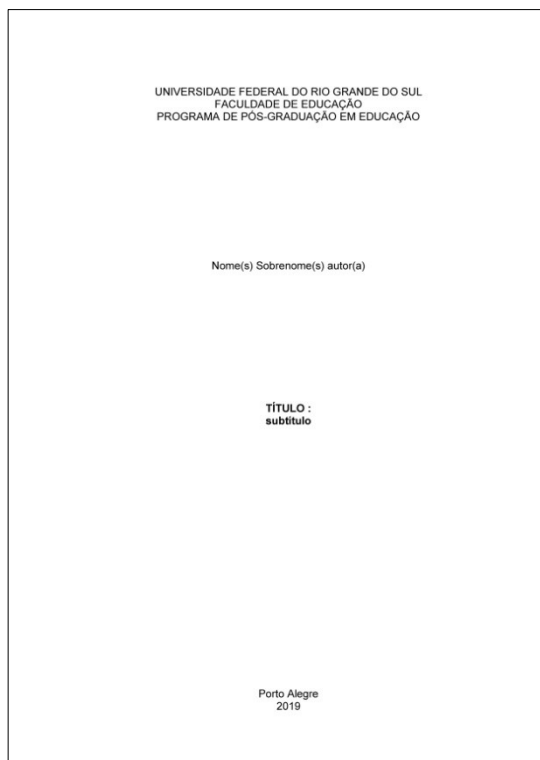 UNIVERSIDADE FEDERAL DO RIO GRANDE DO SUL
FACULDADE DE EDUCAÇÃO
PROGRAMA DE PÓS-GRADUAÇÃO EM EDUCAÇÃO
Nome(s) Sobrenome(s) autor(a)
TÍTULO :
subtítulo
Porto Alegre
2019